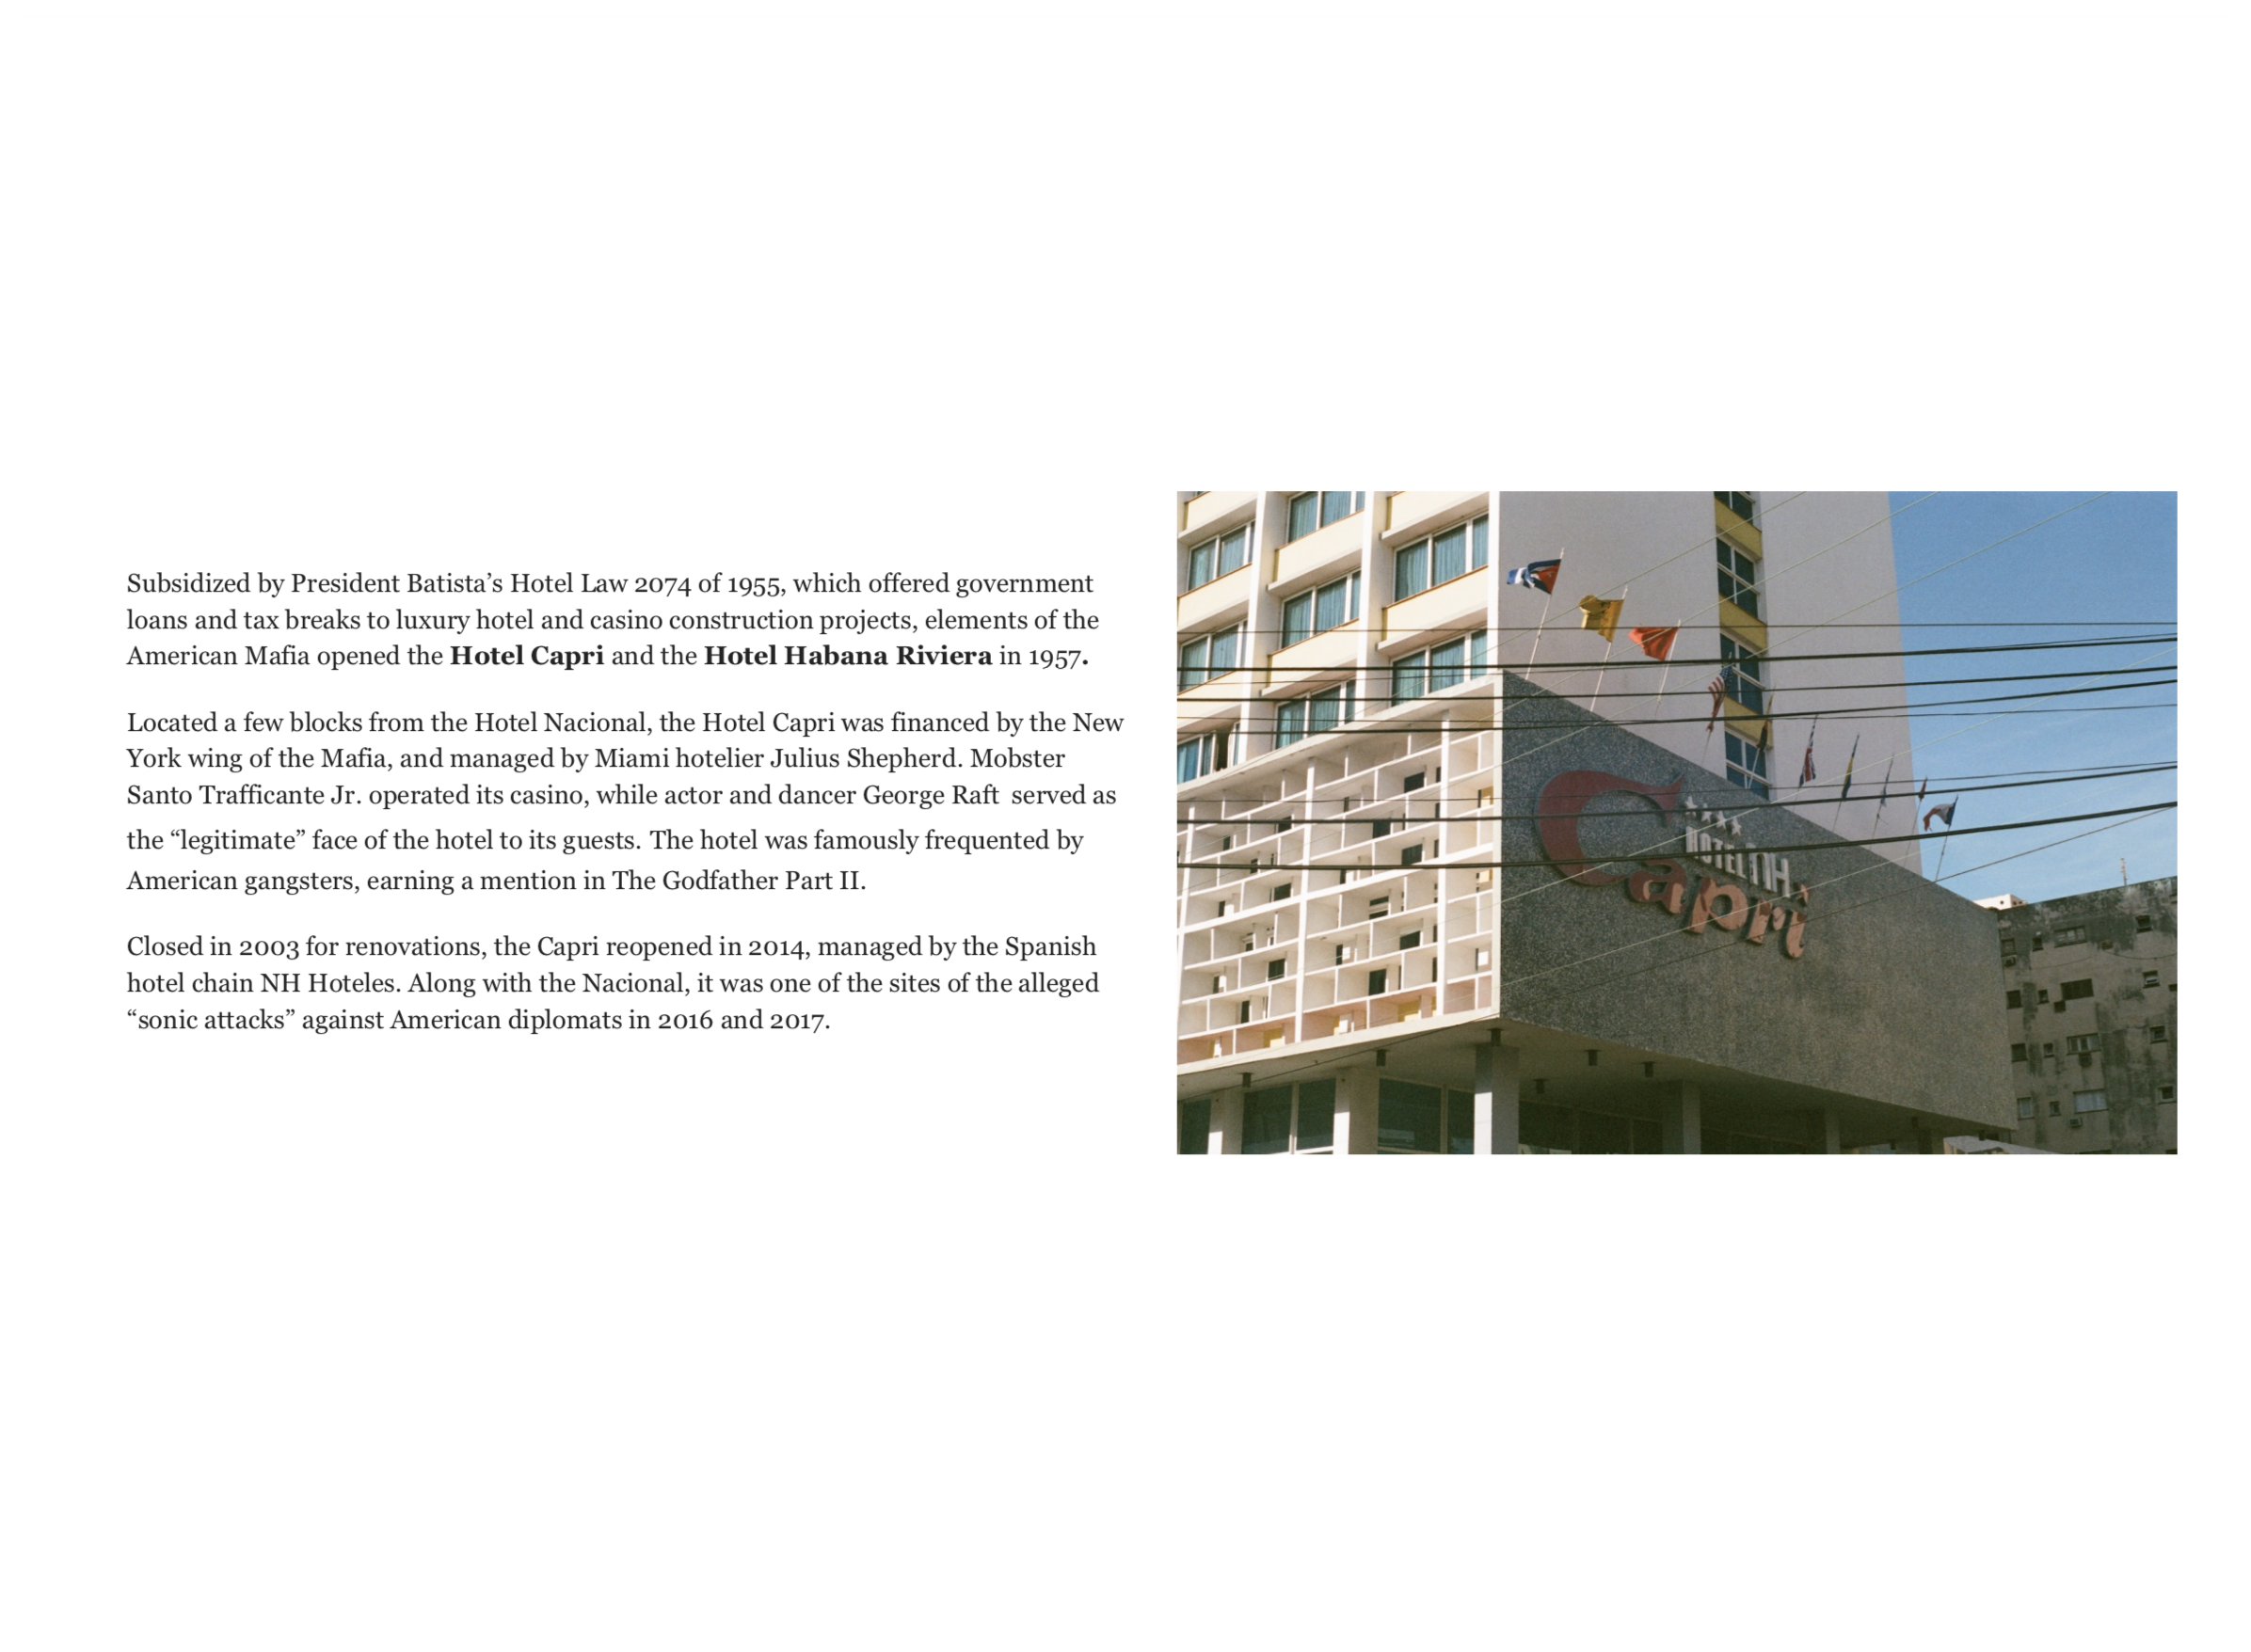 Subsidized by President Batista’s Hotel Law 2074 of 1955, which offered government
loans and tax breaks to luxury hotel and casino construction projects, elements of the
American Mafia opened the Hotel Capri and the Hotel Habana Riviera in 1957.
Located a few blocks from the Hotel Nacional, the Hotel Capri was financed by the New
York wing of the Mafia, and managed by Miami hotelier Julius Shepherd. Mobster
Santo Trafficante Jr. operated its casino, while actor and dancer George Raft  served as
the “legitimate” face of the hotel to its guests. The hotel was famously frequented by
American gangsters, earning a mention in The Godfather Part II.
Closed in 2003 for renovations, the Capri reopened in 2014, managed by the Spanish
hotel chain NH Hoteles. Along with the Nacional, it was one of the sites of the alleged
“sonic attacks” against American diplomats in 2016 and 2017.
HOTEL NH
Capri